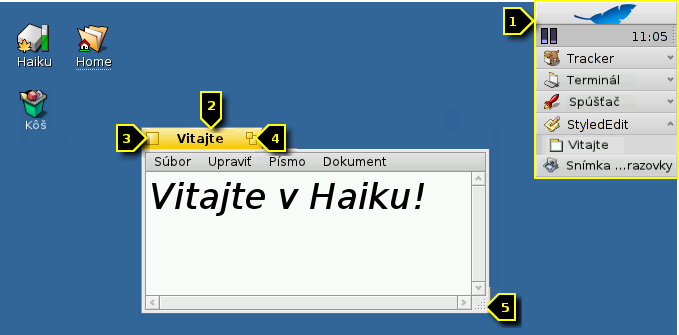 1
11:05
Tracker
Terminál
Spúšťač
StyledEdit
Vitajte
Snímka ...razovky
Haiku
Home
Kôš
2
3
Vitajte
4
Súbor Upraviť Písmo Dokument
Vitajte v Haiku!
5